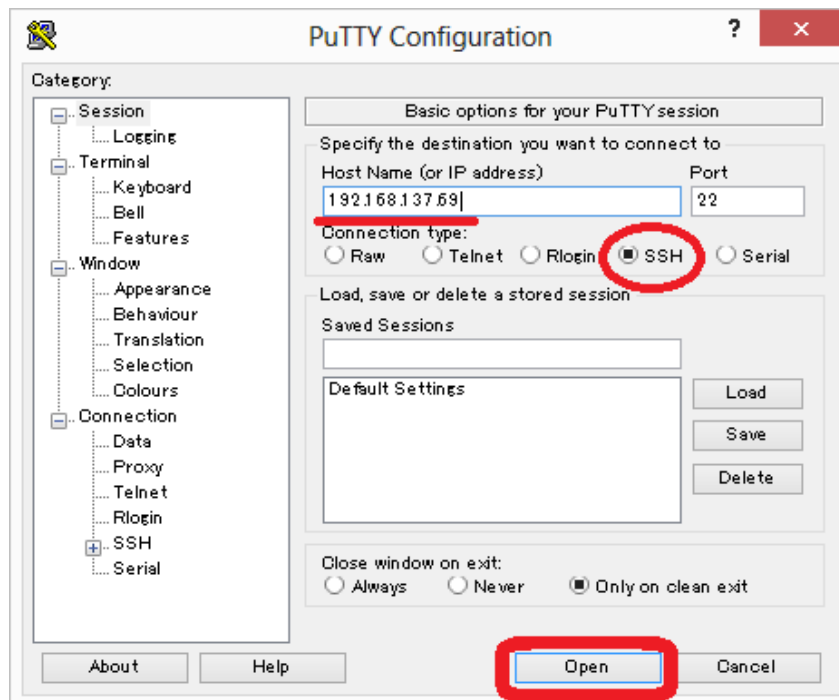 PuTTY Configuration
?
Category:
Session
Logging
Terminal
Keyboard
Bell
Features
Window
Appearance
Behaviour
Translation
Selection
Colours
Connection
Data
Proxy
Telnet
Rlogin
SSH
Serial
Basic options for your PuTTY session
Specify the destination you want to connect to
Host Name (or IP address) Port
192.168.137.69 22
Connection type:
Raw Telnet Rlogin SSH Serial
Load, save or delete a stored session
Saved Sessions
Default Settings
Load
Save
Delete
Close window on exit:
Always Never Only on clean exit
About Help Open Cancel